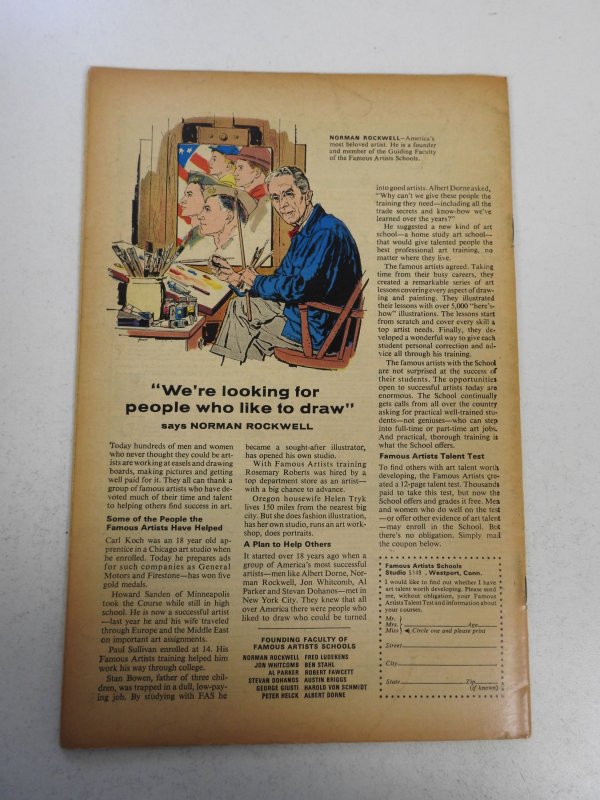 NORMAN ROCKWELL—America's
most beloved artist. He is a founder
and member of the Guiding Faculty
of the Famous Artists Schools.
"We're looking for
people who like to draw"
says NORMAN ROCKWELL
Today hundreds of men and women
who never thought they could be art-
ists are working at easels and drawing
boards, making pictures and getting
well paid for it. They all can thank a
group of famous artists who have de-
voted much of their time and talent
to helping others find success in art.
Some of the People the
Famous Artists Have Helped
Carl Koch was an 18 year old ap-
prentice in a Chicago art studio when
he enrolled. Today he prepares ads
for such companies as General
Motors and Firestone—has won five
gold medals.
Howard Sanden of Minneapolis
took the Course while still in high
school. He is now a successful artist
—last year he and his wife traveled
through Europe and the Middle East
on important art assignments.
Paul Sullivan enrolled at 14. His
Famous Artists training helped him
work his way through college.
Stan Bowen, father of three chil-
dren, was trapped in a dull, low-pay-
ing job. By studying with FAS he
became a sought-after illustrator,
has opened his own studio.
With Famous Artists training
Rosemary Roberts was hired by a
top department store as an artist—
with a big chance to advance.
Oregon housewife Helen Tryk
lives 150 miles from the nearest big
city. But she does fashion illustration,
has her own studio, runs an art work-
shop, does portraits.
A Plan to Help Others
It started over 18 years ago when a
group of America's most successful
artists—men like Albert Dorne, Nor-
man Rockwell, Jon Whitcomb, Al
Parker and Stevan Dohanos—met in
New York City. They knew that all
over America there were people who
liked to draw who could be turned
FOUNDING FACULTY OF
FAMOUS ARTISTS SCHOOLS
NORMAN ROCKWELL FRED LUDEKENS
JON WHITCOMB BEN STAHL
AL PARKER ROBERT FAWCETT
STEVAN DOHANOS AUSTIN BRIGGS
GEORGE GIUSTI HAROLD VON SCHMIDT
PETER HELCK ALBERT DORNE
into good artists. Albert Dorne asked,
"Why can't we give these people the
training they need—including all the
trade secrets and know-how we've
learned over the years?"
He suggested a new kind of art
school—a home study art school—
that would give talented people the
best professional art training, no
matter where they live.
The famous artists agreed. Taking
time from their busy careers, they
created a remarkable series of art
lessons covering every aspect of draw-
ing and painting. They illustrated
their lessons with over 5,000 "here's-
how" illustrations. The lessons start
from scratch and cover every skill a
top artist needs. Finally, they de-
veloped a wonderful way to give each
student personal correction and ad-
vice all through his training.
The famous artists with the School
are not surprised at the success of
their students. The opportunities
open to successful artists today are
enormous. The School continually
gets calls from all over the country
asking for practical well-trained stu-
dents—not geniuses—who can step
into full-time or part-time art jobs.
And practical, thorough training is
what the School offers.
Famous Artists Talent Test
To find others with art talent worth
developing, the Famous Artists cre-
ated a 12-page talent test. Thousands
paid to take this test, but now the
School offers and grades it free. Men
and women who do well on the test
—or offer other evidence of art talent
—may enroll in the School. But
there's no obligation. Simply mail
the coupon below.
Famous Artists Schools
Studio 5148, Westport, Conn.
I would like to find out whether I have
art talent worth developing. Please send
me, without obligation, your Famous
Artists Talent Test and information about
your courses.
Mr.
Mrs. Age
Miss Circle one and please print
Street
City
State Zip
(if known)